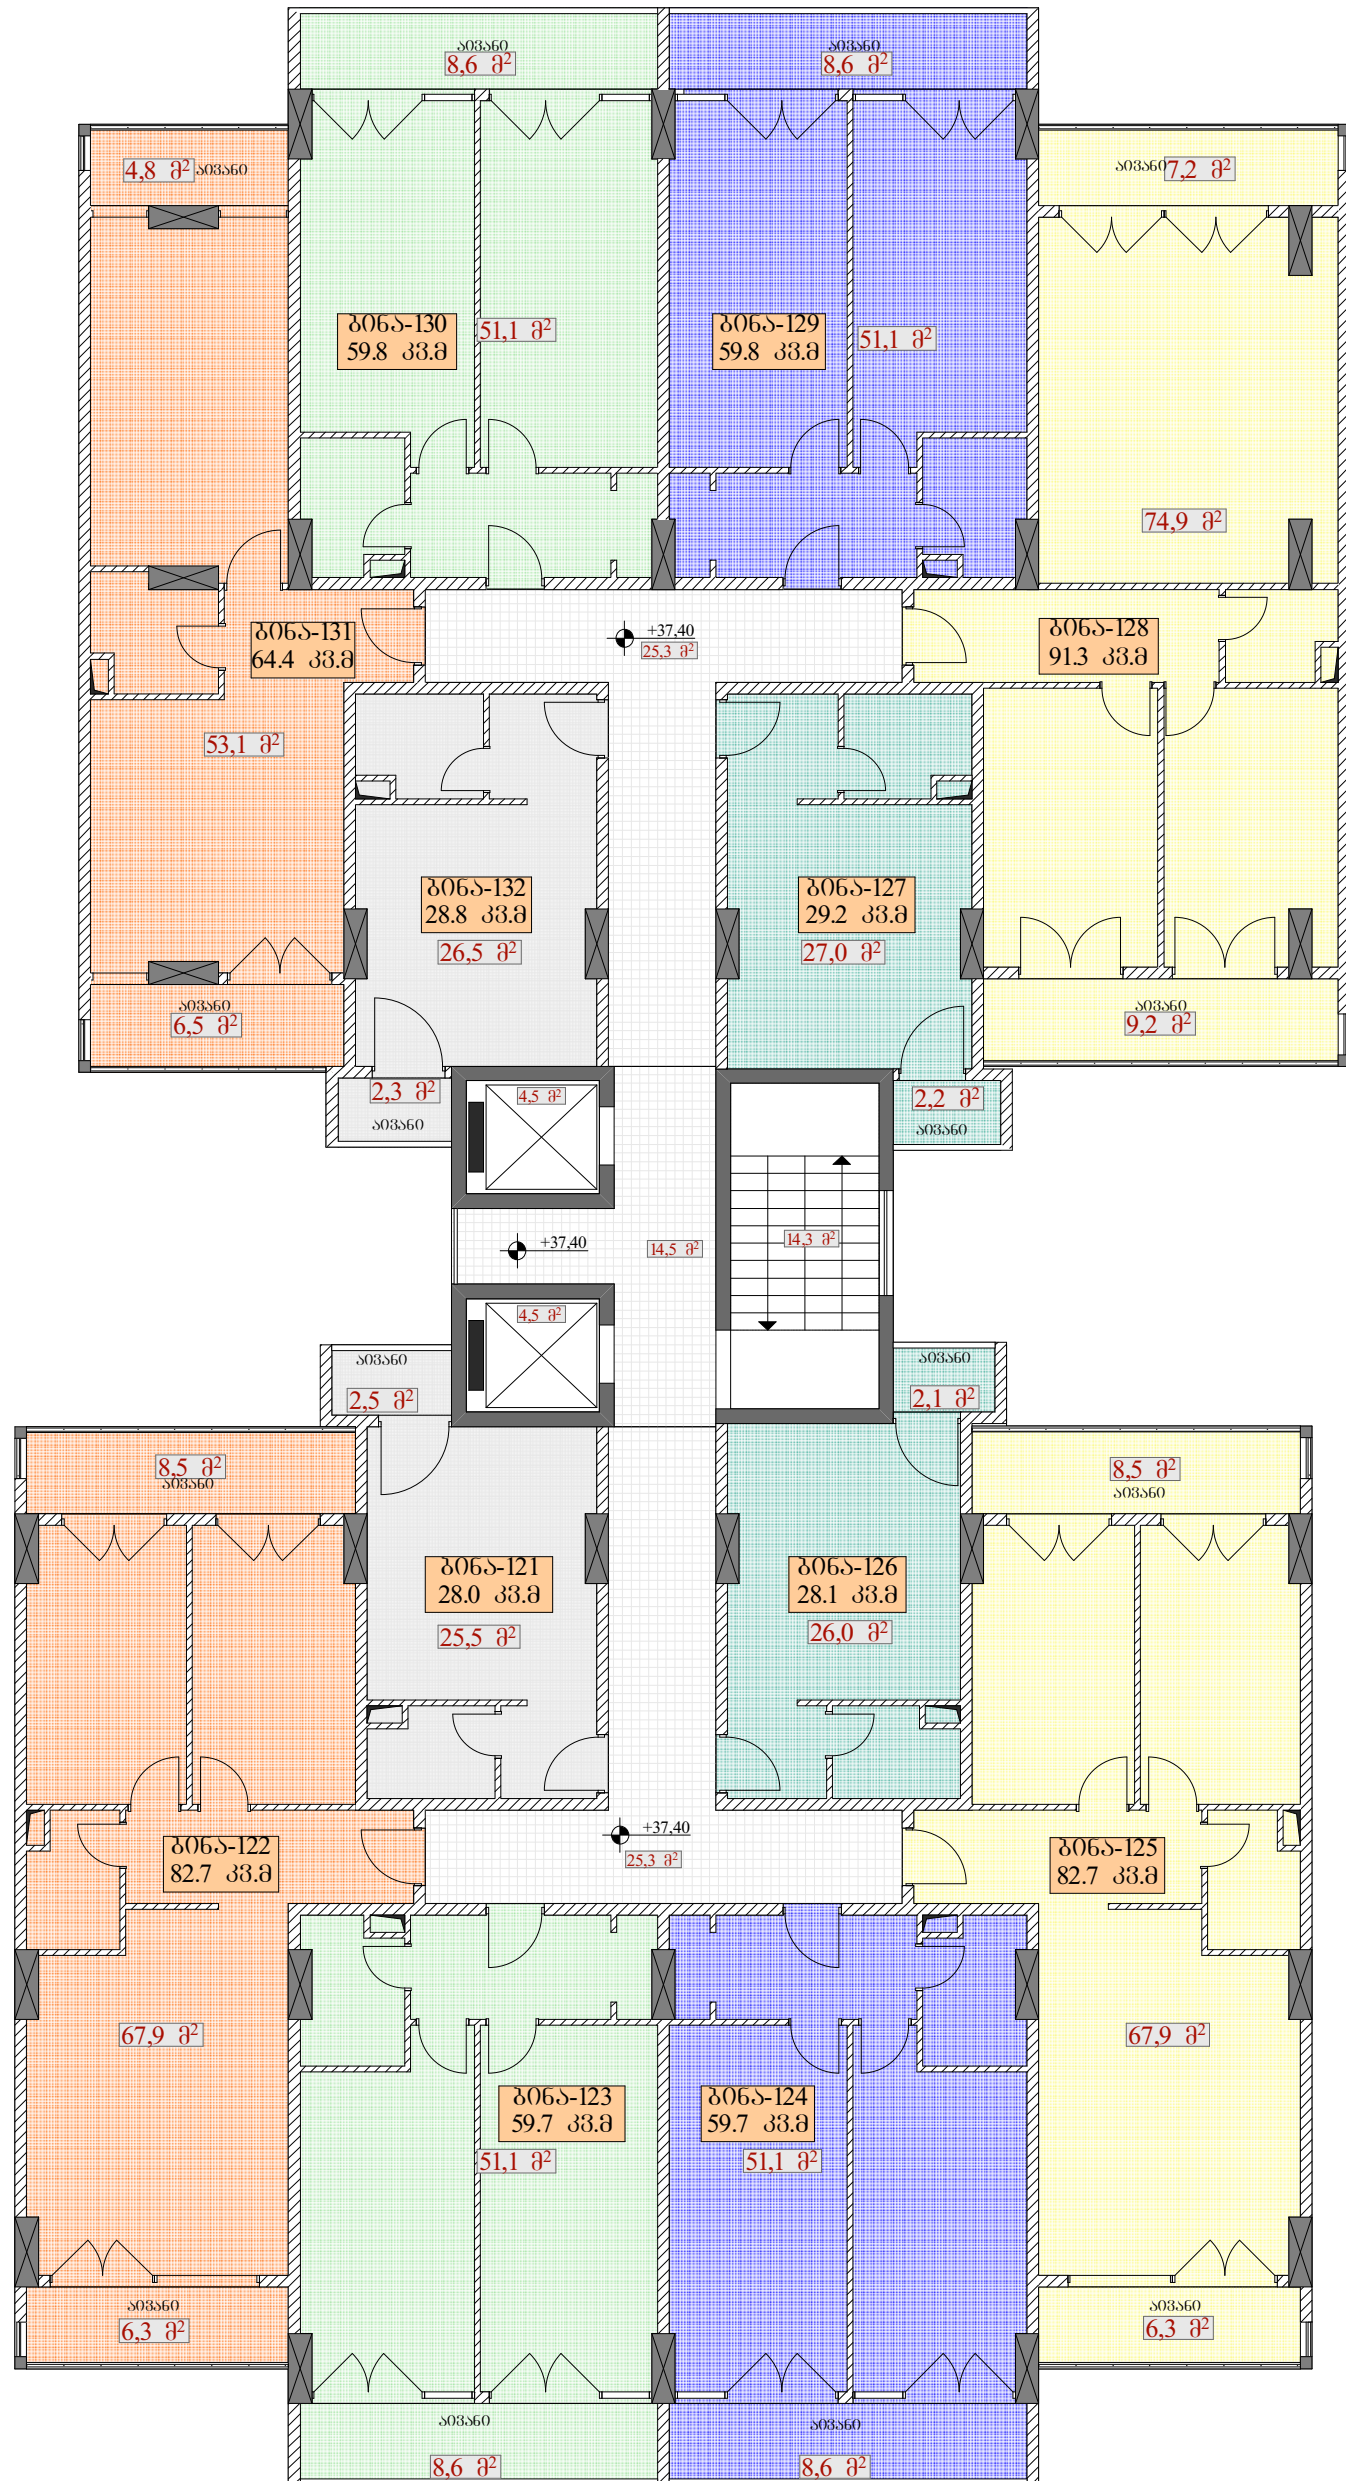 აივანი
8,6 მ²
აივანი
8,6 მ²
4,8 მ² აივანი
აივანი 7,2 მ²
ბინა-130
59.8 კვ.მ
51,1 მ²
ბინა-129
59.8 კვ.მ
51,1 მ²
74,9 მ²
ბინა-131
64.4 კვ.მ
+37,40
25,3 მ²
ბინა-128
91.3 კვ.მ
53,1 მ²
ბინა-132
28.8 კვ.მ
26,5 მ²
ბინა-127
29.2 კვ.მ
27,0 მ²
აივანი
6,5 მ²
აივანი
9,2 მ²
2,3 მ²
აივანი
4,5 მ²
2,2 მ²
აივანი
+37,40
14,5 მ²
14,3 მ²
4,5 მ²
აივანი
2,5 მ²
აივანი
2,1 მ²
8,5 მ²
აივანი
8,5 მ²
აივანი
ბინა-121
28.0 კვ.მ
25,5 მ²
ბინა-126
28.1 კვ.მ
26,0 მ²
ბინა-122
82.7 კვ.მ
+37,40
25,3 მ²
ბინა-125
82.7 კვ.მ
67,9 მ²
67,9 მ²
ბინა-123
59.7 კვ.მ
51,1 მ²
ბინა-124
59.7 კვ.მ
51,1 მ²
აივანი
6,3 მ²
აივანი
6,3 მ²
აივანი
8,6 მ²
აივანი
8,6 მ²